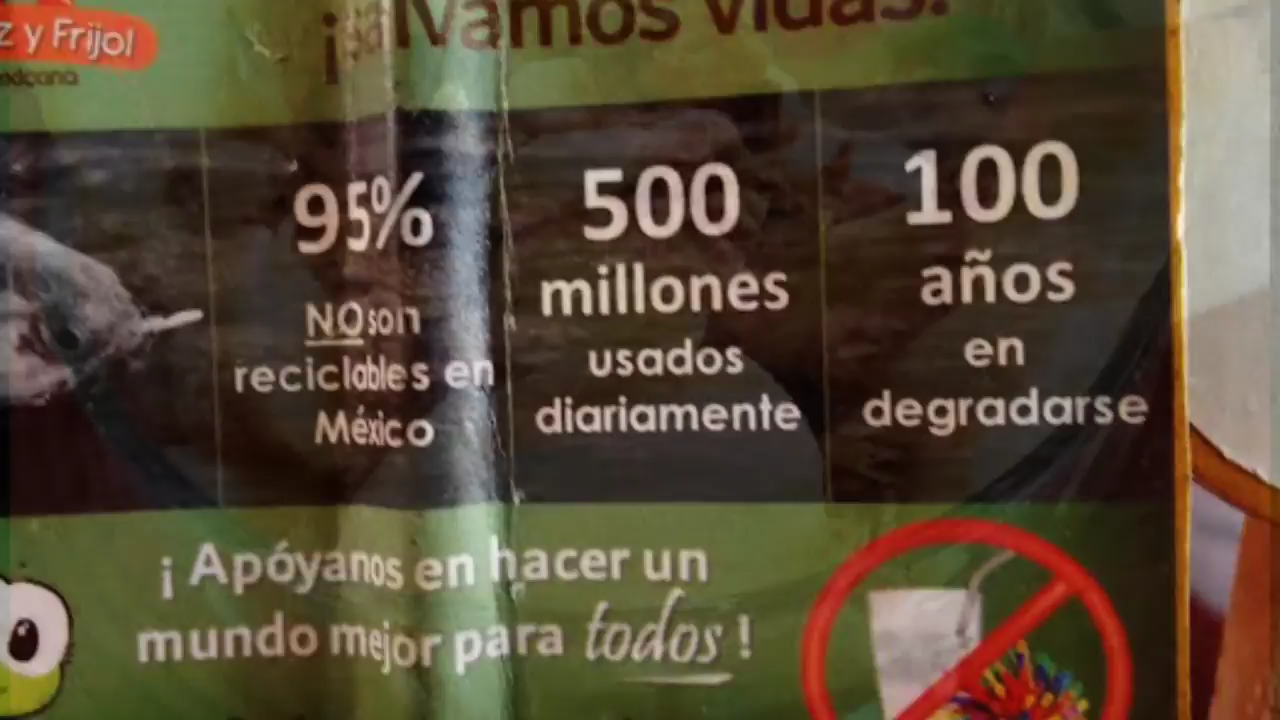 z y Frijol
¡Salvamos vidas!
95%
NO son
reciclables en
México
500
millones
usados
diariamente
100
años
en
degradarse
¡ Apóyanos en hacer un
mundo mejor para todos !